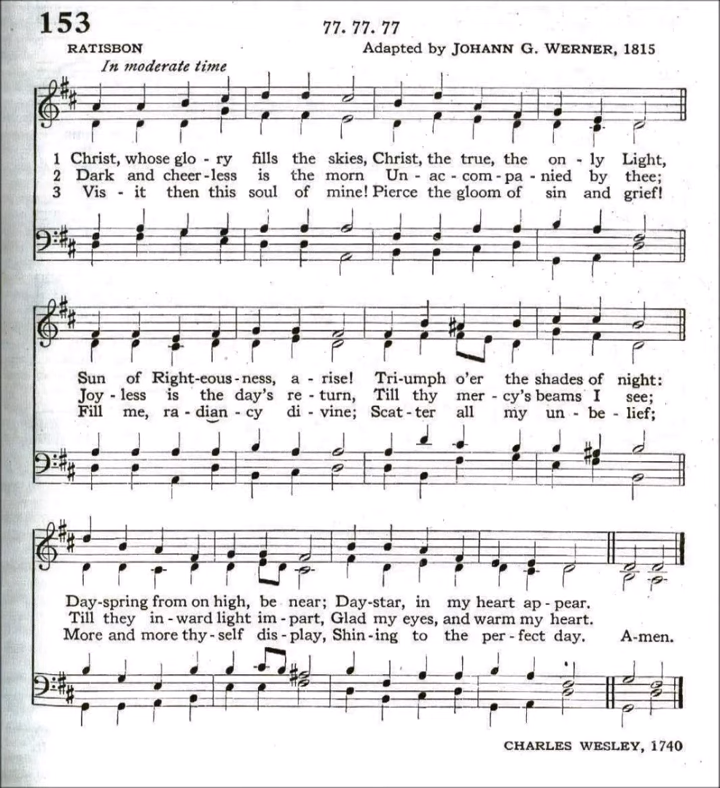 153
77. 77. 77
RATISBON
Adapted by JOHANN G. WERNER, 1815
In moderate time
1 Christ, whose glo - ry fills the skies, Christ, the true, the on - ly Light,
2 Dark and cheer - less is the morn Un - ac - com - pa - nied by thee;
3 Vis - it then this soul of mine! Pierce the gloom of sin and grief!
Sun of Right-eous-ness, a - rise! Tri-umph o'er the shades of night:
Joy - less is the day's re - turn, Till thy mer - cy's beams I see;
Fill me, ra - dian - cy di - vine; Scat - ter all my un - be - lief;
Day-spring from on high, be near; Day-star, in my heart ap - pear.
Till they in - ward light im - part, Glad my eyes, and warm my heart.
More and more thy - self dis - play, Shin - ing to the per - fect day. A-men.
CHARLES WESLEY, 1740